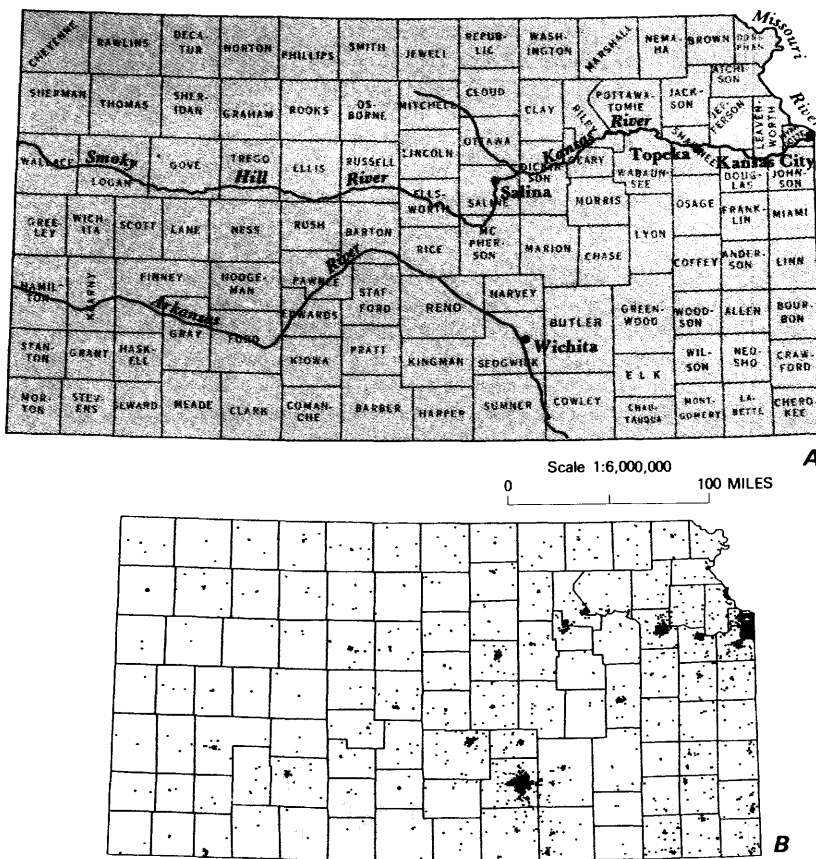 Missouri
CHEYENNE RAWLINS DECA TUR NORTON PHILLIPS SMITH JEWELL REPUB- LIC WASH- INGTON MARSHALL NEMA- HA BROWN
ATCHI- SON
SHERMAN THOMAS SHER- IDAN GRAHAM ROOKS OS- BORNE MITCHELL CLOUD CLAY RILEY POTTAWA- TOMIE JACK- SON JEF- FERSON LEAVEN- WORTH River
Kansas River
WALLACE LOGAN GOVE TREGO ELLIS RUSSELL LINCOLN OTTAWA DICKIN SON GEARY WABAUN- SEE SHAWNEE DOUG- LAS JOHN- SON
Smoky Hill River
Topeka Kansas City
ELLS- WORTH SALINE Salina MORRIS OSAGE FRANK- LIN MIAMI
GREE- LEY WICH- ITA SCOTT LANE NESS RUSH BARTON RICE MC PHER- SON MARION CHASE LYON COFFEY ANDER- SON LINN
HAMIL- TON KEARNY FINNEY HODGE- MAN PAWNEE STAF FORD RENO HARVEY BUTLER GREEN- WOOD WOOD- SON ALLEN BOUR- BON
Arkansas River
GRAY FORD EDWARDS
STAN- TON GRANT HAS- KELL KIOWA PRATT KINGMAN SEDGWICK Wichita WIL- SON NEO- SHO CRAW- FORD
ELK
MOR- TON STEV- ENS SEWARD MEADE CLARK COMAN- CHE BARBER HARPER SUMNER COWLEY CHAU- TAUQUA MONT- GOMERY LA- BETTE CHERO- KEE
A
Scale 1:6,000,000
0 100 MILES
B